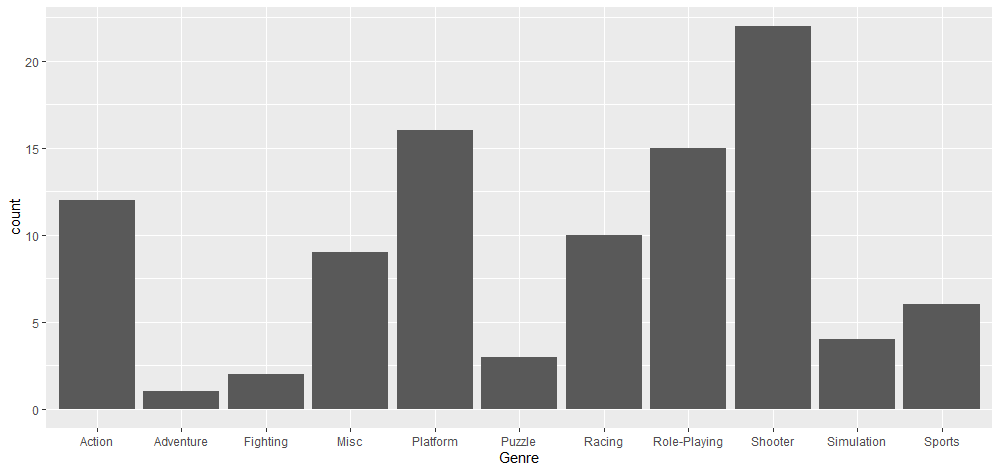 count
20
15
10
5
0
Action Adventure Fighting Misc Platform Puzzle Racing Role-Playing Shooter Simulation Sports
Genre